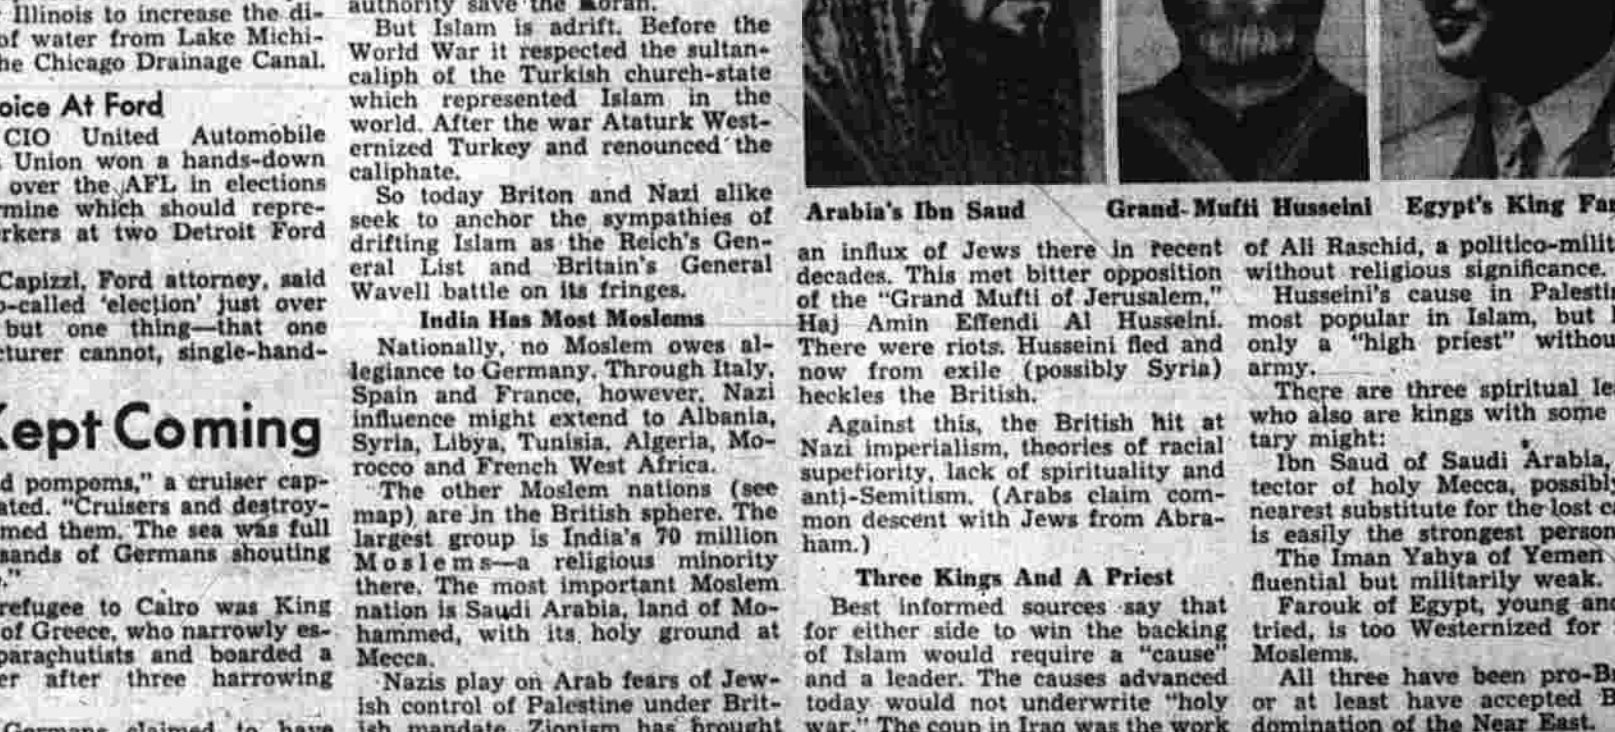 Illinois to increase the di-
of water from Lake Michi-
the Chicago Drainage Canal.
oice At Ford
CIO United Automobile
Union won a hands-down
over the AFL in elections
mine which should repre-
rkers at two Detroit Ford
Capizzi, Ford attorney, said
o-called 'election' just over
but one thing—that one
cturer cannot, single-hand-
Kept Coming
d pompoms," a cruiser cap-
ated. "Cruisers and destroy-
med them. The sea was full
sands of Germans shouting
refugee to Cairo was King
of Greece, who narrowly es-
parachutists and boarded a
er after three harrowing
Germans claimed to have
authority save the Koran.
But Islam is adrift. Before the
World War it respected the sultan-
caliph of the Turkish church-state
which represented Islam in the
world. After the war Ataturk West-
ernized Turkey and renounced the
caliphate.
So today Briton and Nazi alike
seek to anchor the sympathies of
drifting Islam as the Reich's Gen-
eral List and Britain's General
Wavell battle on its fringes.
India Has Most Moslems
Nationally, no Moslem owes al-
legiance to Germany. Through Italy,
Spain and France, however, Nazi
influence might extend to Albania,
Syria, Libya, Tunisia, Algeria, Mo-
rocco and French West Africa.
The other Moslem nations (see
map) are in the British sphere. The
largest group is India's 70 million
Moslems—a religious minority
there. The most important Moslem
nation is Saudi Arabia, land of Mo-
hammed, with its holy ground at
Mecca.
Nazis play on Arab fears of Jew-
ish control of Palestine under Brit-
ish mandate. Zionism has brought
Arabia's Ibn Saud
Grand-Mufti Husseini
Egypt's King Fa
an influx of Jews there in recent
decades. This met bitter opposition
of the "Grand Mufti of Jerusalem,"
Haj Amin Effendi Al Husseini.
There were riots. Husseini fled and
now from exile (possibly Syria)
heckles the British.
Against this, the British hit at
Nazi imperialism, theories of racial
superiority, lack of spirituality and
anti-Semitism. (Arabs claim com-
mon descent with Jews from Abra-
ham.)
Three Kings And A Priest
Best informed sources say that
for either side to win the backing
of Islam would require a "cause"
and a leader. The causes advanced
today would not underwrite "holy
war." The coup in Iraq was the work
of Ali Raschid, a politico-milit
without religious significance.
Husseini's cause in Palesti
most popular in Islam, but
only a "high priest" withou
army.
There are three spiritual le
who also are kings with some
tary might:
Ibn Saud of Saudi Arabia,
tector of holy Mecca, possibly
nearest substitute for the lost c
is easily the strongest person
The Iman Yahya of Yemen
fluential but militarily weak.
Farouk of Egypt, young an
tried, is too Westernized for
Moslems.
All three have been pro-B
or at least have accepted B
domination of the Near East.